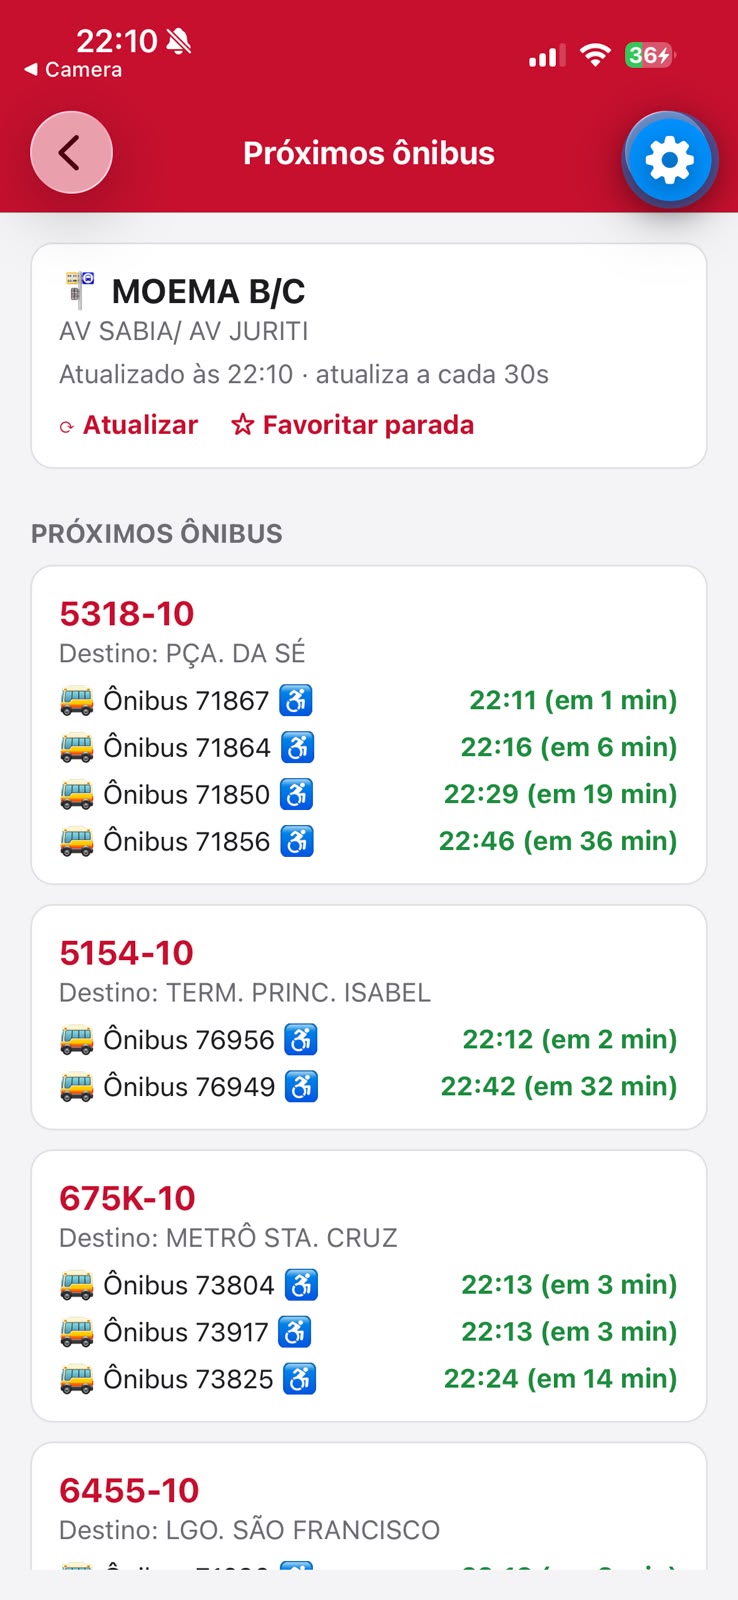 22:10
◀ Camera
36
Próximos ônibus
MOEMA B/C
AV SABIA/ AV JURITI
Atualizado às 22:10 · atualiza a cada 30s
⟳ Atualizar ☆ Favoritar parada
PRÓXIMOS ÔNIBUS
5318-10
Destino: PÇA. DA SÉ
Ônibus 71867 22:11 (em 1 min)
Ônibus 71864 22:16 (em 6 min)
Ônibus 71850 22:29 (em 19 min)
Ônibus 71856 22:46 (em 36 min)
5154-10
Destino: TERM. PRINC. ISABEL
Ônibus 76956 22:12 (em 2 min)
Ônibus 76949 22:42 (em 32 min)
675K-10
Destino: METRÔ STA. CRUZ
Ônibus 73804 22:13 (em 3 min)
Ônibus 73917 22:13 (em 3 min)
Ônibus 73825 22:24 (em 14 min)
6455-10
Destino: LGO. SÃO FRANCISCO